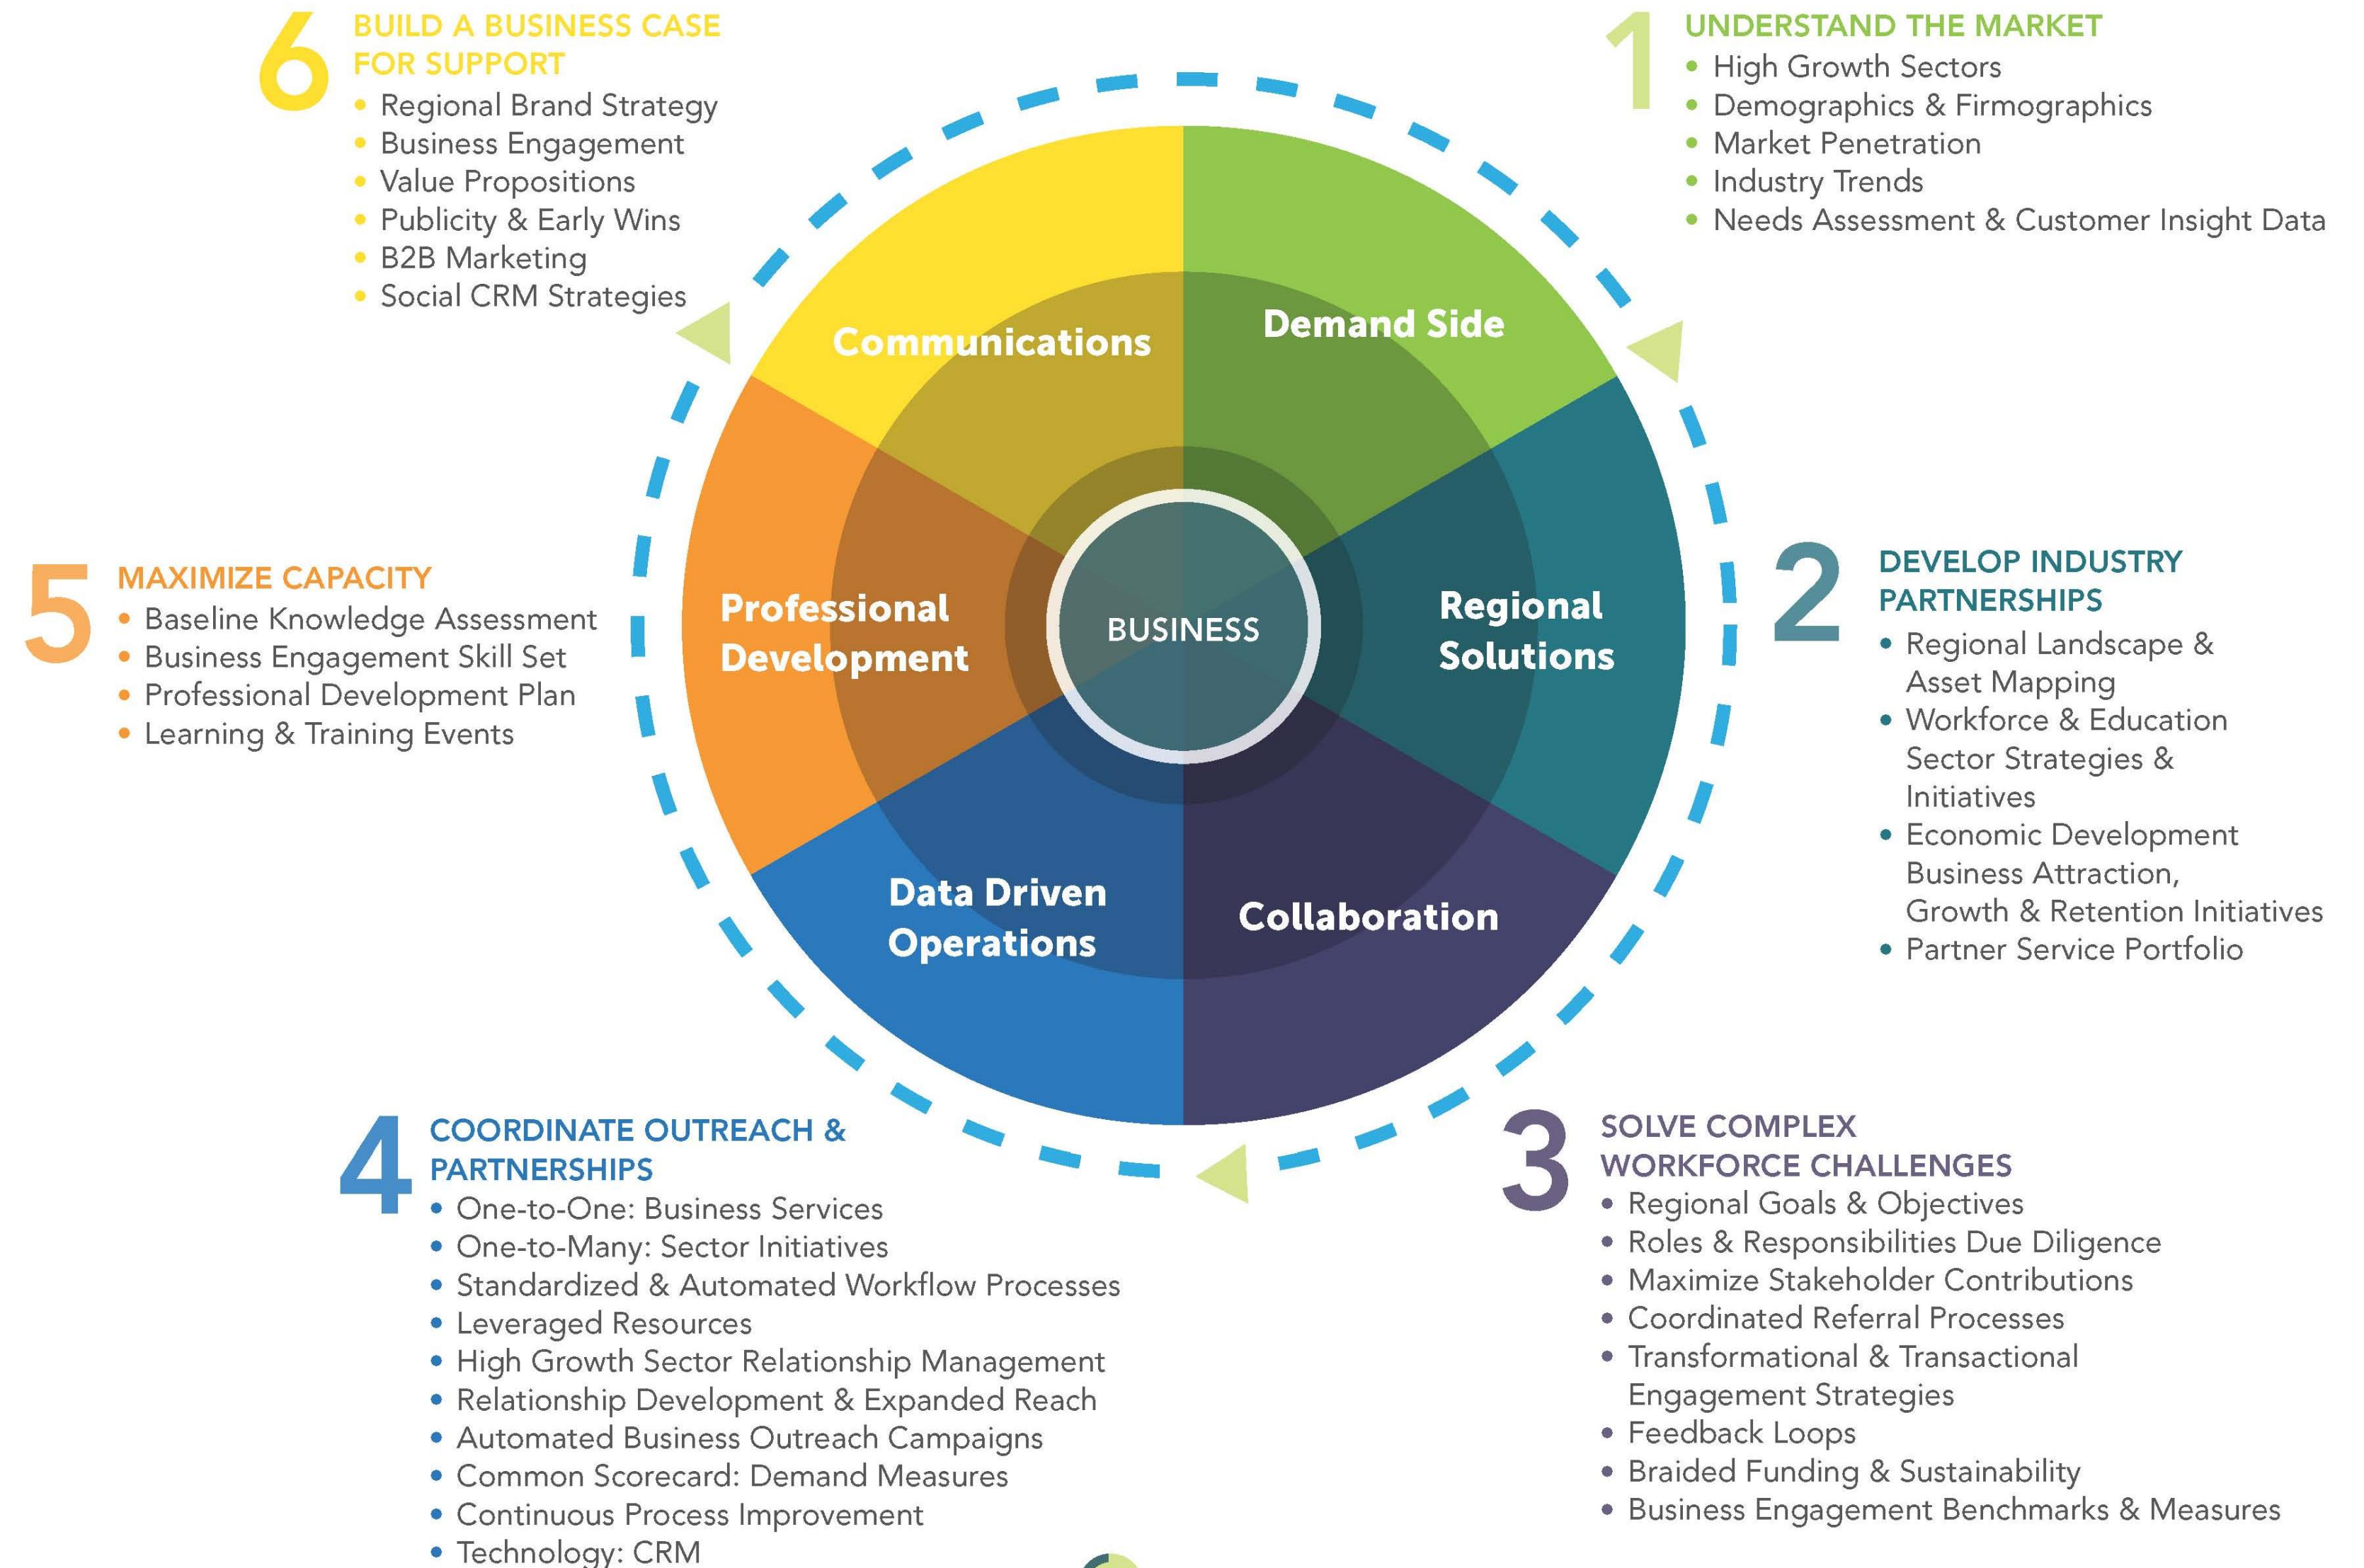 6
BUILD A BUSINESS CASE
FOR SUPPORT
• Regional Brand Strategy
• Business Engagement
• Value Propositions
• Publicity & Early Wins
• B2B Marketing
• Social CRM Strategies
1
UNDERSTAND THE MARKET
• High Growth Sectors
• Demographics & Firmographics
• Market Penetration
• Industry Trends
• Needs Assessment & Customer Insight Data
Communications
Demand Side
Professional
Development
BUSINESS
Regional
Solutions
Data Driven
Operations
Collaboration
5
MAXIMIZE CAPACITY
• Baseline Knowledge Assessment
• Business Engagement Skill Set
• Professional Development Plan
• Learning & Training Events
2
DEVELOP INDUSTRY
PARTNERSHIPS
• Regional Landscape &
Asset Mapping
• Workforce & Education
Sector Strategies &
Initiatives
• Economic Development
Business Attraction,
Growth & Retention Initiatives
• Partner Service Portfolio
4
COORDINATE OUTREACH &
PARTNERSHIPS
• One-to-One: Business Services
• One-to-Many: Sector Initiatives
• Standardized & Automated Workflow Processes
• Leveraged Resources
• High Growth Sector Relationship Management
• Relationship Development & Expanded Reach
• Automated Business Outreach Campaigns
• Common Scorecard: Demand Measures
• Continuous Process Improvement
• Technology: CRM
3
SOLVE COMPLEX
WORKFORCE CHALLENGES
• Regional Goals & Objectives
• Roles & Responsibilities Due Diligence
• Maximize Stakeholder Contributions
• Coordinated Referral Processes
• Transformational & Transactional
Engagement Strategies
• Feedback Loops
• Braided Funding & Sustainability
• Business Engagement Benchmarks & Measures